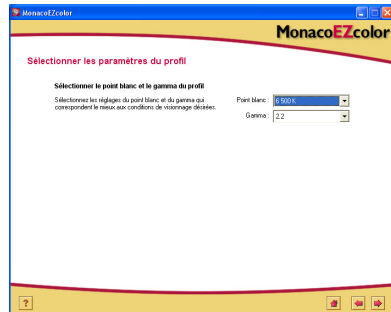 MonacoEZcolor
MonacoEZcolor
Sélectionner les paramètres du profil
Sélectionner le point blanc et le gamma du profil
Sélectionnez les réglages du point blanc et du gamma qui
correspondent le mieux aux conditions de visionnage désirées.
Point blanc : 6 500 K
Gamma : 2.2
?